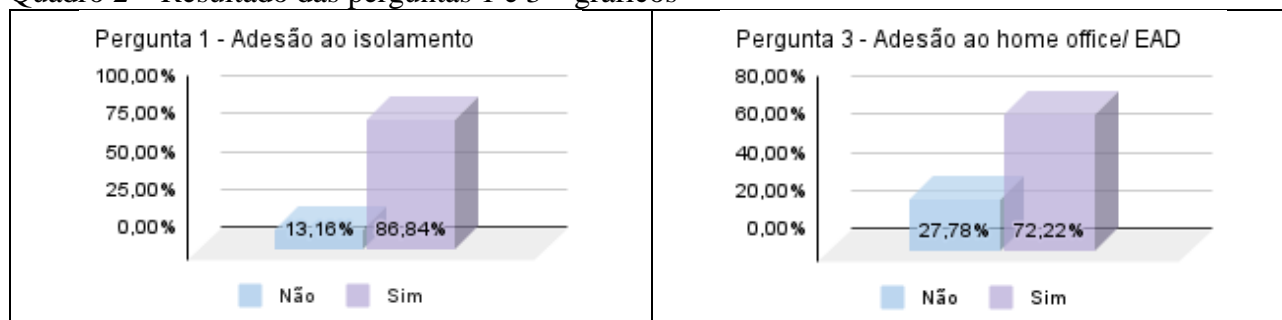 Quadro 2 – Resultado das perguntas 1 e 3 – gráficos
Pergunta 1 - Adesão ao isolamento
100,00%
75,00%
50,00%
25,00%
0,00%
13,16%
86,84%
Não
Sim
Pergunta 3 - Adesão ao home office/ EAD
80,00%
60,00%
40,00%
20,00%
0,00%
27,78%
72,22%
Não
Sim